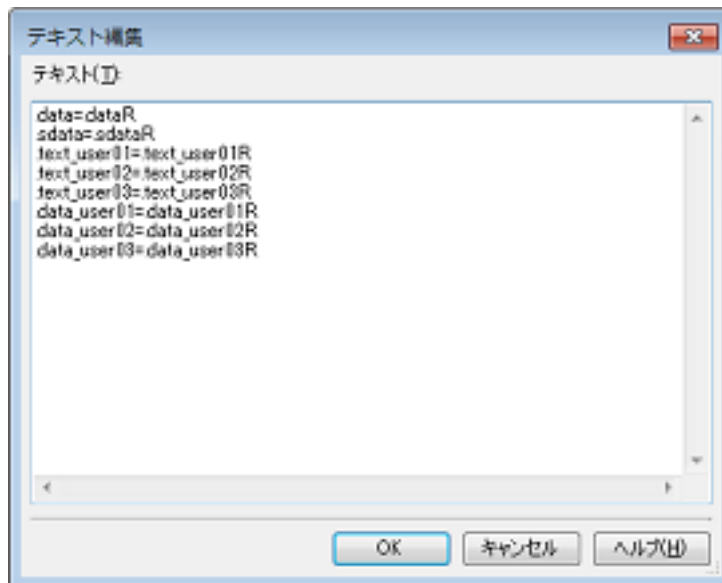 テキスト編集
テキスト(T):
.data=.dataR
.sdata=.sdataR
.text_user01=.text_user01R
.text_user02=.text_user02R
.text_user03=.text_user03R
.data_user01=.data_user01R
.data_user02=.data_user02R
.data_user03=.data_user03R
OK
キャンセル
ヘルプ(H)